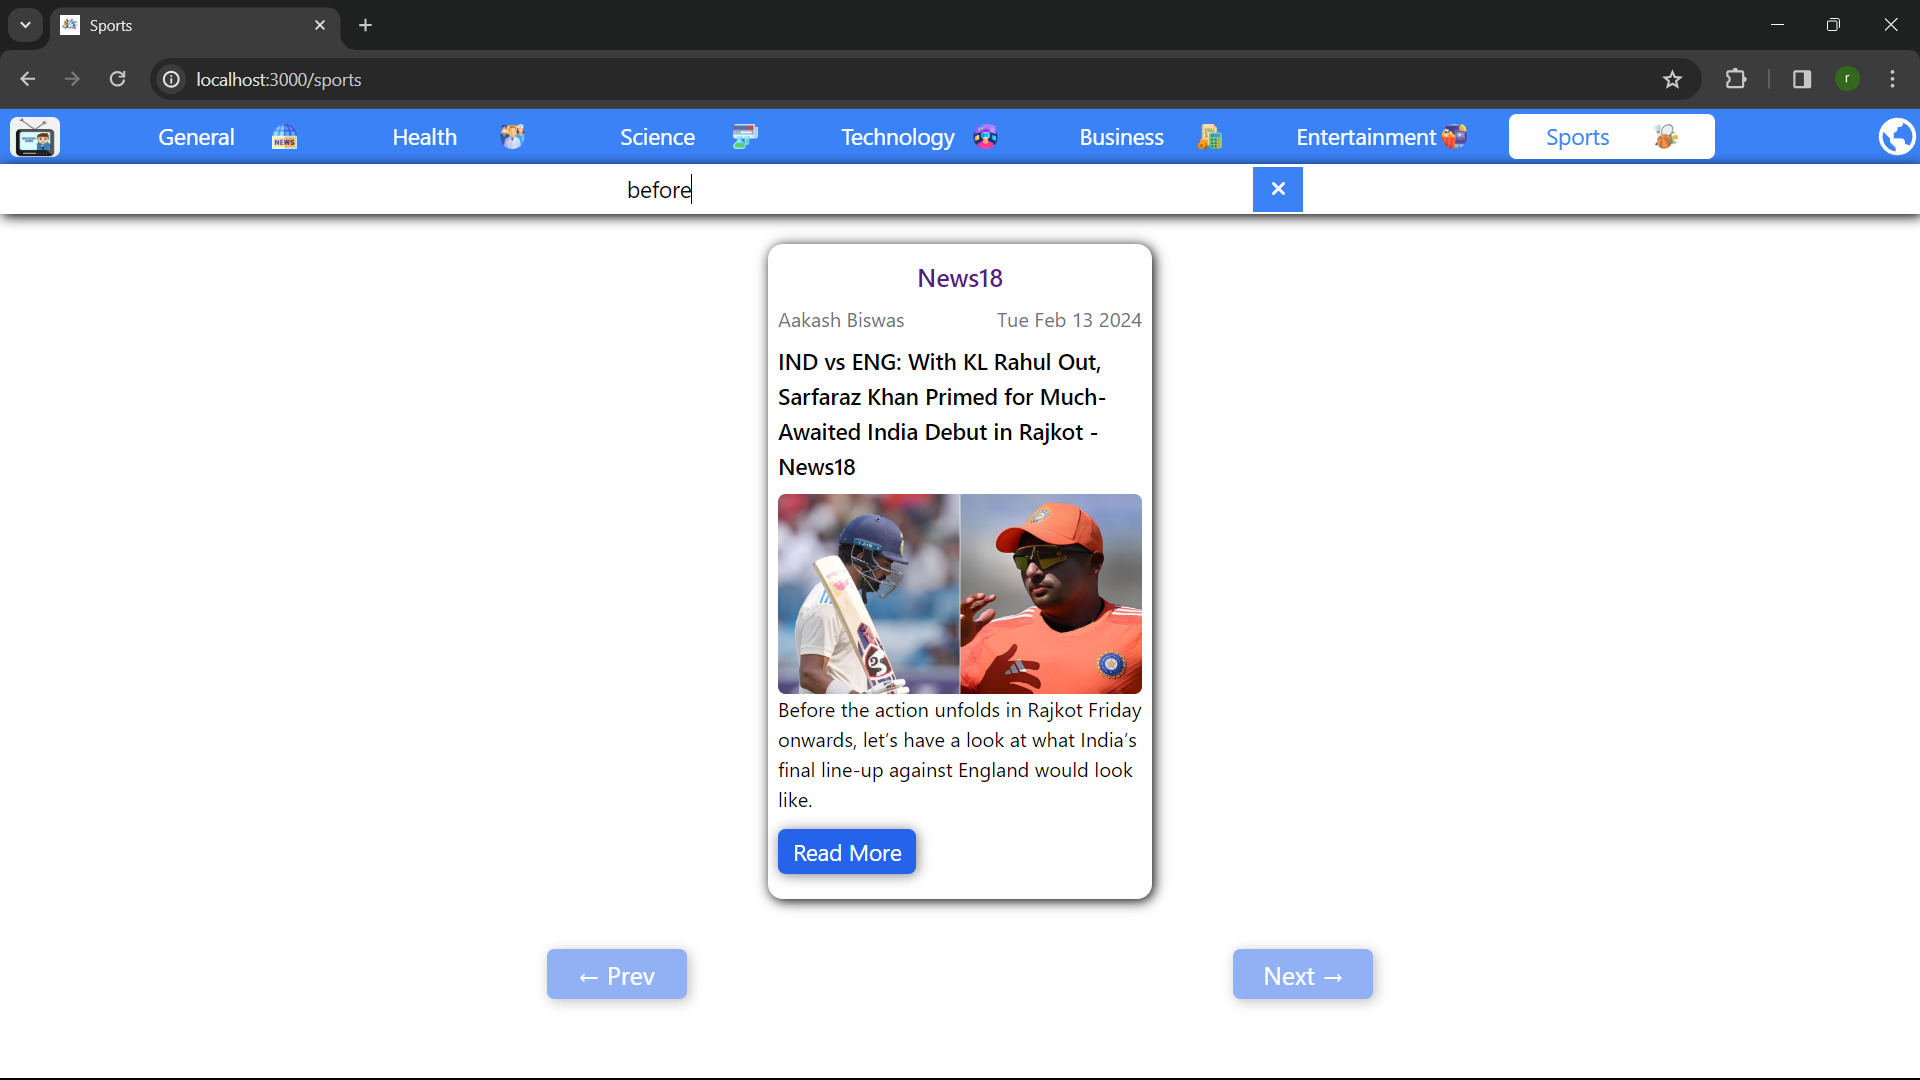 Sports
localhost:3000/sports
r
General NEWS Health Science Technology Business Entertainment Sports
before
News18
Aakash Biswas Tue Feb 13 2024
IND vs ENG: With KL Rahul Out,
Sarfaraz Khan Primed for Much-
Awaited India Debut in Rajkot -
News18
Before the action unfolds in Rajkot Friday
onwards, let’s have a look at what India’s
final line-up against England would look
like.
Read More
← Prev Next →